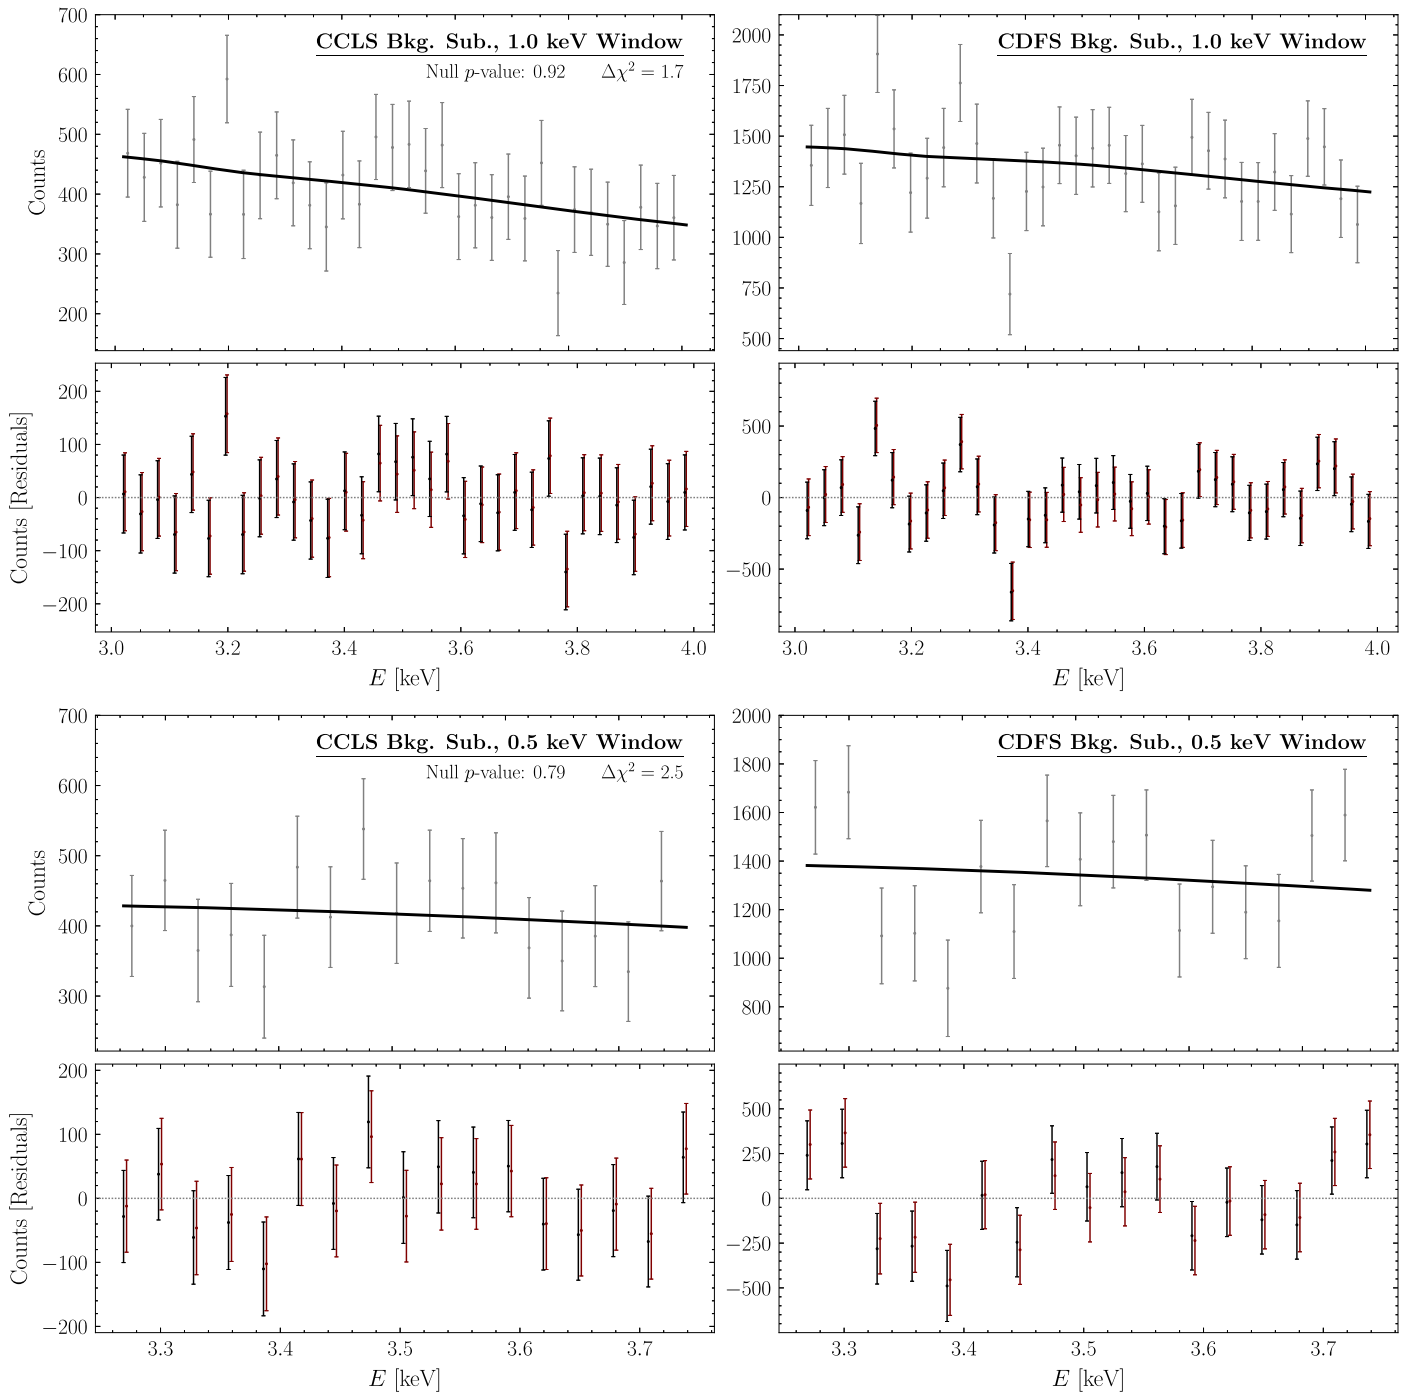 CCLS Bkg. Sub., 1.0 keV Window
Null p-value: 0.92 Δχ² = 1.7
Counts
700
600
500
400
300
200
CDFS Bkg. Sub., 1.0 keV Window
2000
1750
1500
1250
1000
750
500
Counts [Residuals]
200
100
0
−100
−200
3.0 3.2 3.4 3.6 3.8 4.0
E [keV]
500
0
−500
3.0 3.2 3.4 3.6 3.8 4.0
E [keV]
CCLS Bkg. Sub., 0.5 keV Window
Null p-value: 0.79 Δχ² = 2.5
Counts
700
600
500
400
300
CDFS Bkg. Sub., 0.5 keV Window
2000
1800
1600
1400
1200
1000
800
Counts [Residuals]
200
100
0
−100
−200
3.3 3.4 3.5 3.6 3.7
E [keV]
500
250
0
−250
−500
3.3 3.4 3.5 3.6 3.7
E [keV]